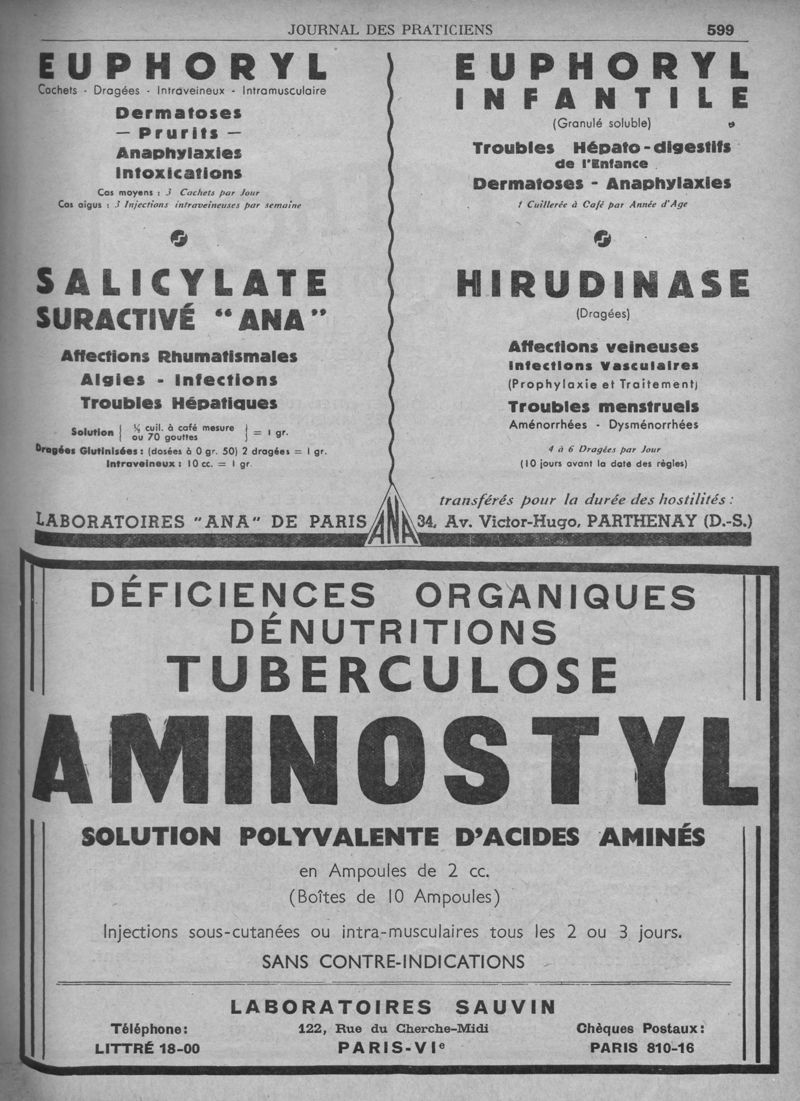 JOURNAL DES PRATICIENS 599
EUPHORYL
Cachets - Dragées - Intraveineux - Intramusculaire
Dermatoses
— Prurits —
Anaphylaxies
Intoxications
Cas moyens : 3 Cachets par Jour
Cas aigus : 3 Injections intraveineuses par semaine
SALICYLATE
SURACTIVÉ "ANA"
Affections Rhumatismales
Algies - Infections
Troubles Hépatiques
Solution { ½ cuil. à café mesure
ou 70 gouttes } = 1 gr.
Dragées Glutinisées : (dosées à 0 gr. 50) 2 dragées = 1 gr.
Intraveineux : 10 cc. = 1 gr.
EUPHORYL
INFANTILE
(Granulé soluble)
Troubles Hépato-digestifs
de l'Enfance
Dermatoses - Anaphylaxies
1 Cuillerée à Café par Année d'Age
HIRUDINASE
(Dragées)
Affections veineuses
Infections Vasculaires
(Prophylaxie et Traitement)
Troubles menstruels
Aménorrhées - Dysménorrhées
4 à 6 Dragées par Jour
(10 jours avant la date des règles)
transférés pour la durée des hostilités :
LABORATOIRES "ANA" DE PARIS ANA 34, Av. Victor-Hugo, PARTHENAY (D.-S.)
DÉFICIENCES ORGANIQUES
DÉNUTRITIONS
TUBERCULOSE
AMINOSTYL
SOLUTION POLYVALENTE D'ACIDES AMINÉS
en Ampoules de 2 cc.
(Boîtes de 10 Ampoules)
Injections sous-cutanées ou intra-musculaires tous les 2 ou 3 jours.
SANS CONTRE-INDICATIONS
LABORATOIRES SAUVIN
Téléphone: 122, Rue du Cherche-Midi Chèques Postaux:
LITTRÉ 18-00 PARIS-VIe PARIS 810-16